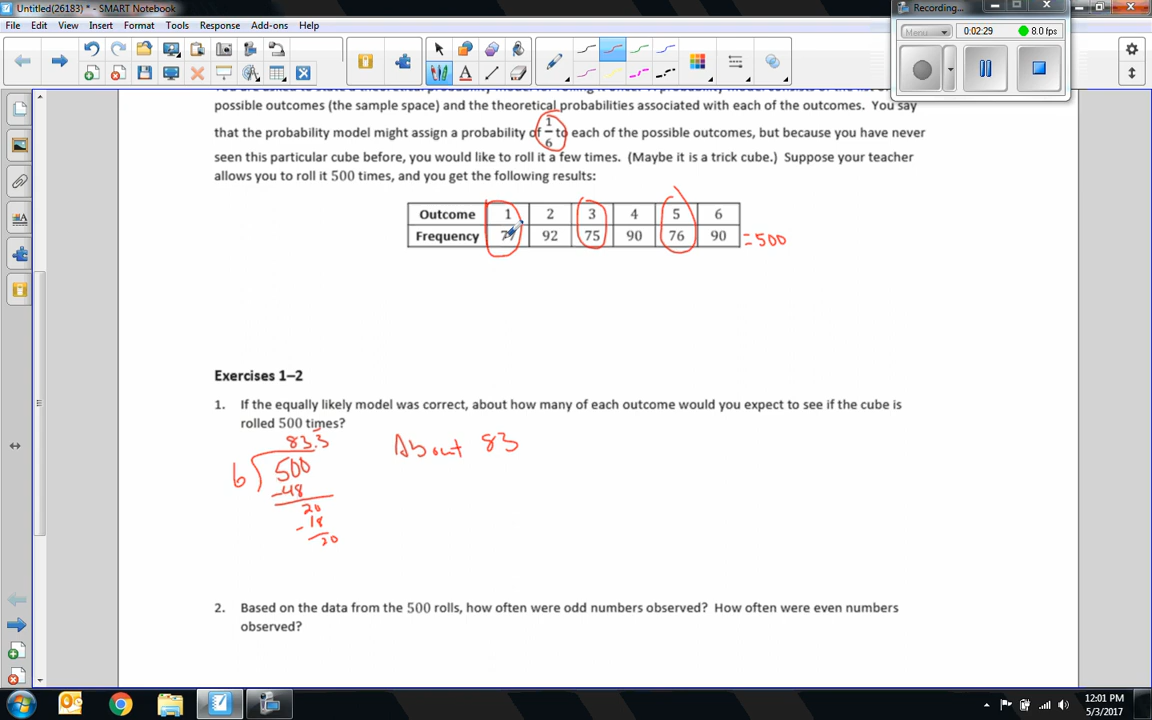 Untitled(26183) * - SMART Notebook
Recording...
File Edit View Insert Format Tools Response Add-ons Help
Menu 0:02:29 8.0 fps
possible outcomes (the sample space) and the theoretical probabilities associated with each of the outcomes. You say
that the probability model might assign a probability of 1/6 to each of the possible outcomes, but because you have never
seen this particular cube before, you would like to roll it a few times. (Maybe it is a trick cube.) Suppose your teacher
allows you to roll it 500 times, and you get the following results:
Outcome 1 2 3 4 5 6
Frequency 77 92 75 90 76 90 =500
Exercises 1–2
1. If the equally likely model was correct, about how many of each outcome would you expect to see if the cube is
rolled 500 times?
83.3
About 83
6 500
-48
20
-18
20
2. Based on the data from the 500 rolls, how often were odd numbers observed? How often were even numbers
observed?
12:01 PM
5/3/2017